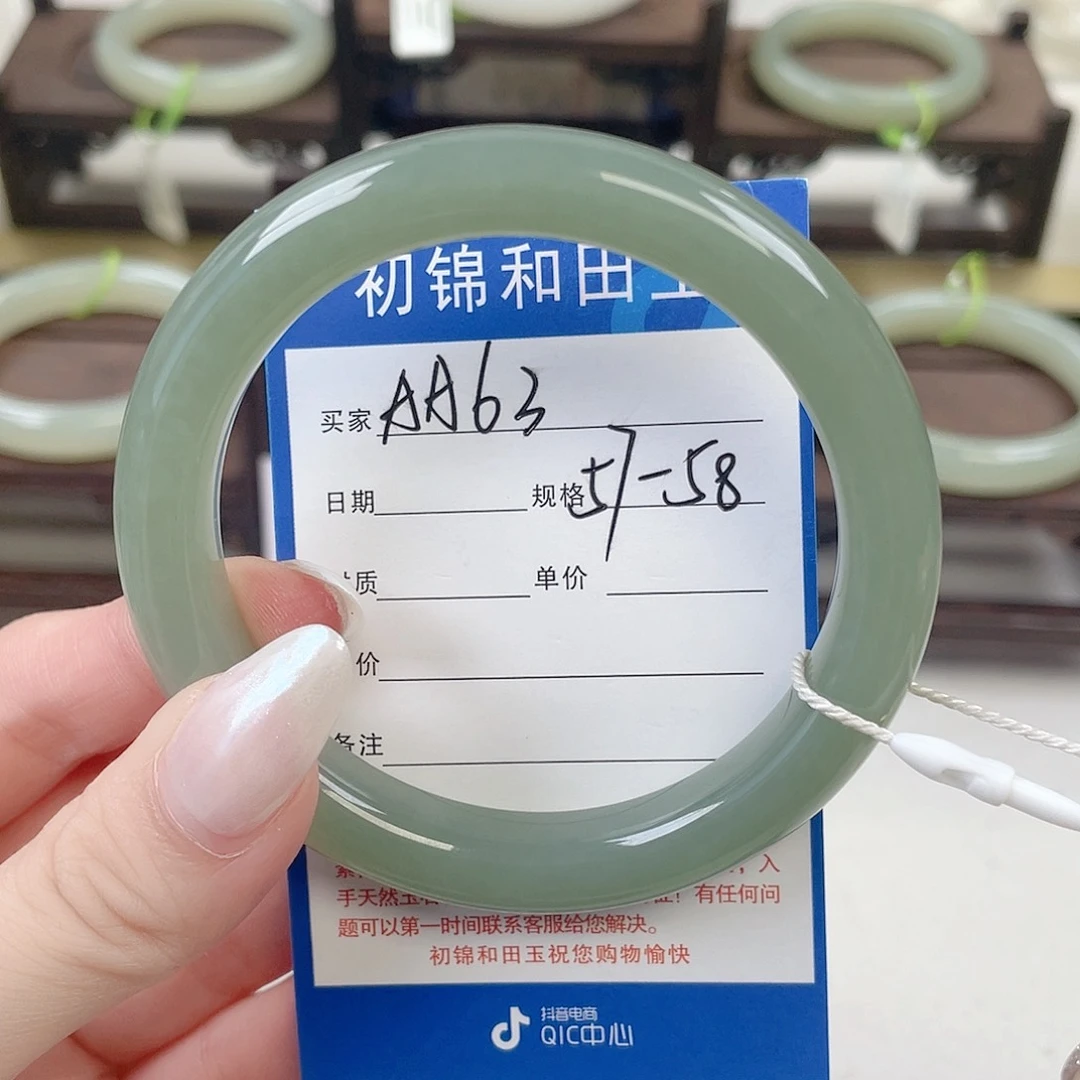 初锦和田玉
买家 AA63
日期 规格 57-58
质 单价
价
备注
，入
手天然玉 ！有任何问
题可以第一时间联系客服给您解决。
初锦和田玉祝您购物愉快
抖音电商
QIC中心